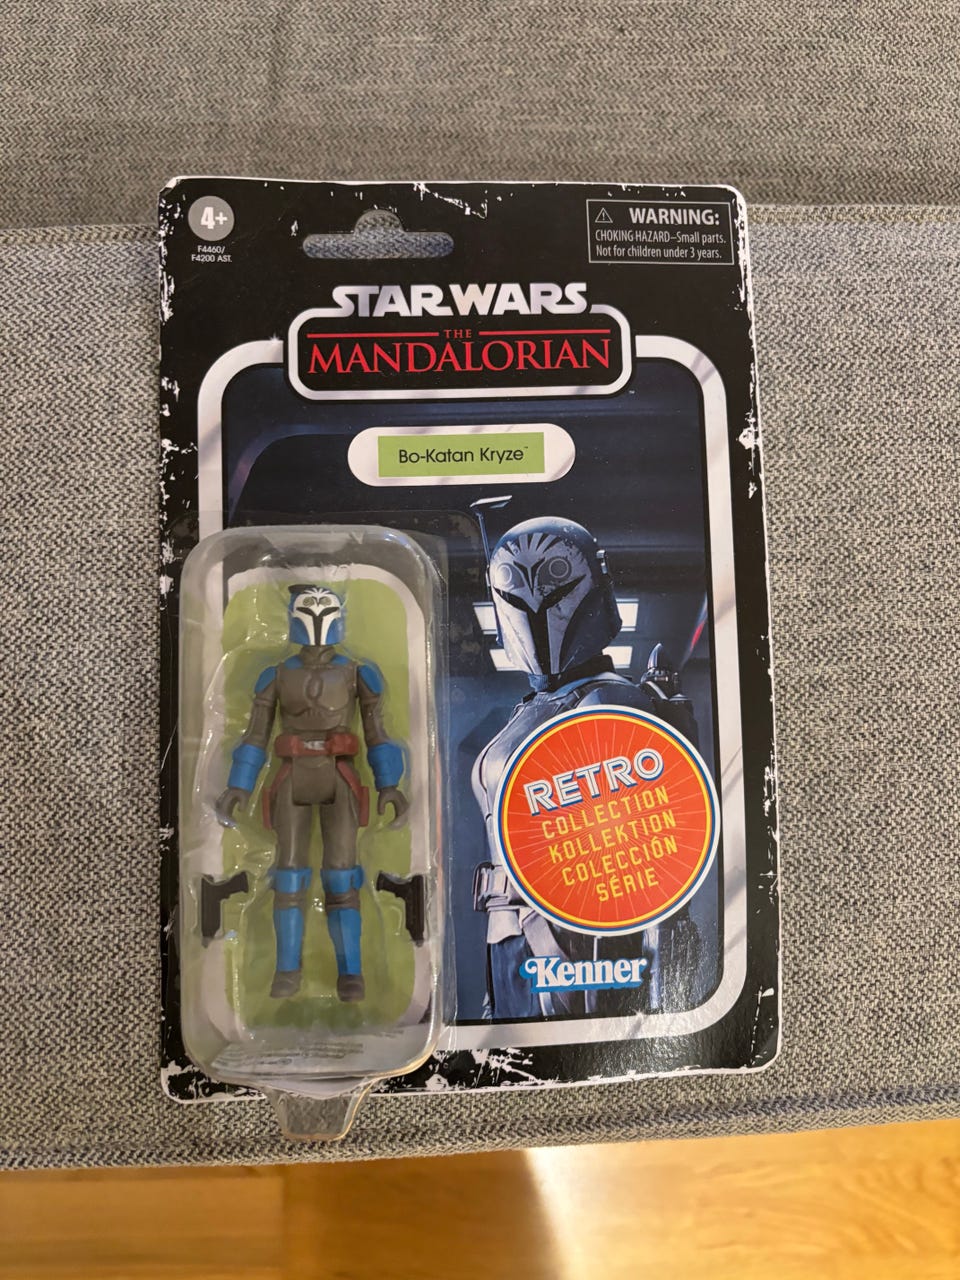 4+
F4460/
F4200 AST.
⚠ WARNING:
CHOKING HAZARD–Small parts.
Not for children under 3 years.
STAR WARS
THE
MANDALORIAN
Bo-Katan Kryze™
RETRO
COLLECTION
KOLLEKTION
COLECCIÓN
SÉRIE
Kenner